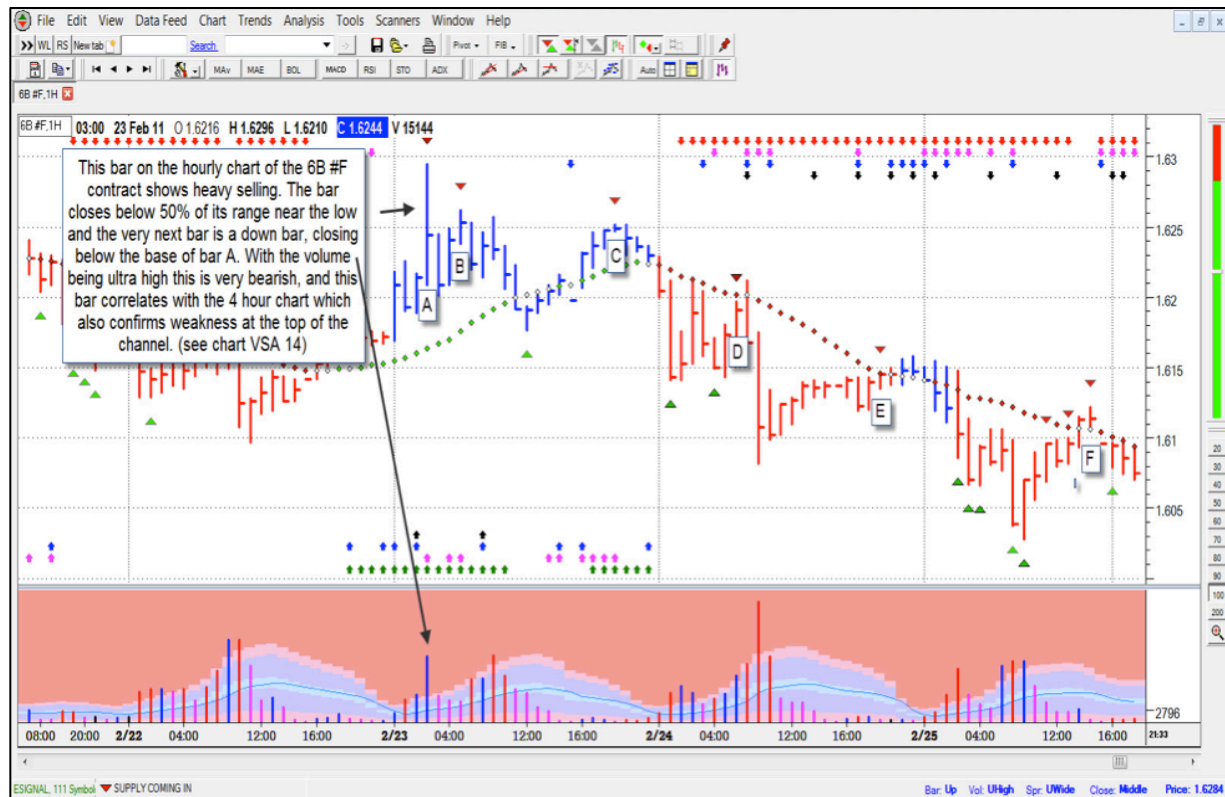 File Edit View Data Feed Chart Trends Analysis Tools Scanners Window Help
WL RS New tab Search. Pivot FIB
MAv MAE BOL MACD RSI STO ADX Auto
6B #F,1H
6B #F,1H 03:00 23 Feb 11 O 1.6216 H 1.6296 L 1.6210 C 1.6244 V 15144
This bar on the hourly chart of the 6B #F
contract shows heavy selling. The bar
closes below 50% of its range near the low
and the very next bar is a down bar, closing
below the base of bar A. With the volume
being ultra high this is very bearish, and this
bar correlates with the 4 hour chart which
also confirms weakness at the top of the
channel. (see chart VSA 14)
A
B
C
D
E
F
1.63
1.625
1.62
1.615
1.61
1.605
20
30
40
50
60
70
80
90
100
200
2796
08:00 20:00 2/22 04:00 12:00 16:00 2/23 04:00 12:00 16:00 2/24 04:00 12:00 16:00 2/25 04:00 12:00 16:00 21:33
ESIGNAL, 111 Symbol SUPPLY COMING IN Bar: Up Vol: UHigh Spr: UWide Close: Middle Price: 1.6284